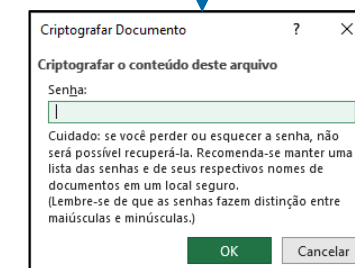 Criptografar Documento ? ×
Criptografar o conteúdo deste arquivo
Senha:
Cuidado: se você perder ou esquecer a senha, não
será possível recuperá-la. Recomenda-se manter uma
lista das senhas e de seus respectivos nomes de
documentos em um local seguro.
(Lembre-se de que as senhas fazem distinção entre
maiúsculas e minúsculas.)
OK Cancelar